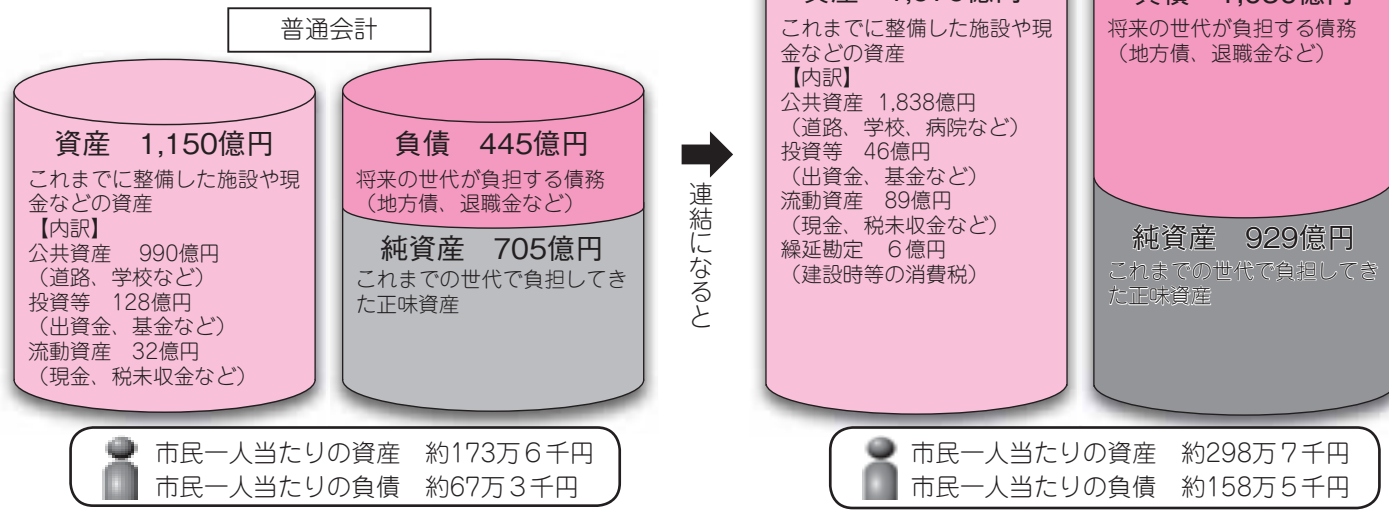 普通会計
資産　1,150億円
これまでに整備した施設や現
金などの資産
【内訳】
公共資産　990億円
（道路、学校など）
投資等　128億円
（出資金、基金など）
流動資産　32億円
（現金、税未収金など）
負債　445億円
将来の世代が負担する債務
（地方債、退職金など）
純資産　705億円
これまでの世代で負担してき
た正味資産
市民一人当たりの資産　約173万６千円
市民一人当たりの負債　約67万３千円
連結になると
これまでに整備した施設や現
金などの資産
【内訳】
公共資産　1,838億円
（道路、学校、病院など）
投資等　46億円
（出資金、基金など）
流動資産　89億円
（現金、税未収金など）
繰延勘定　６億円
（建設時等の消費税）
将来の世代が負担する債務
（地方債、退職金など）
純資産　929億円
これまでの世代で負担してき
た正味資産
市民一人当たりの資産　約298万７千円
市民一人当たりの負債　約158万５千円